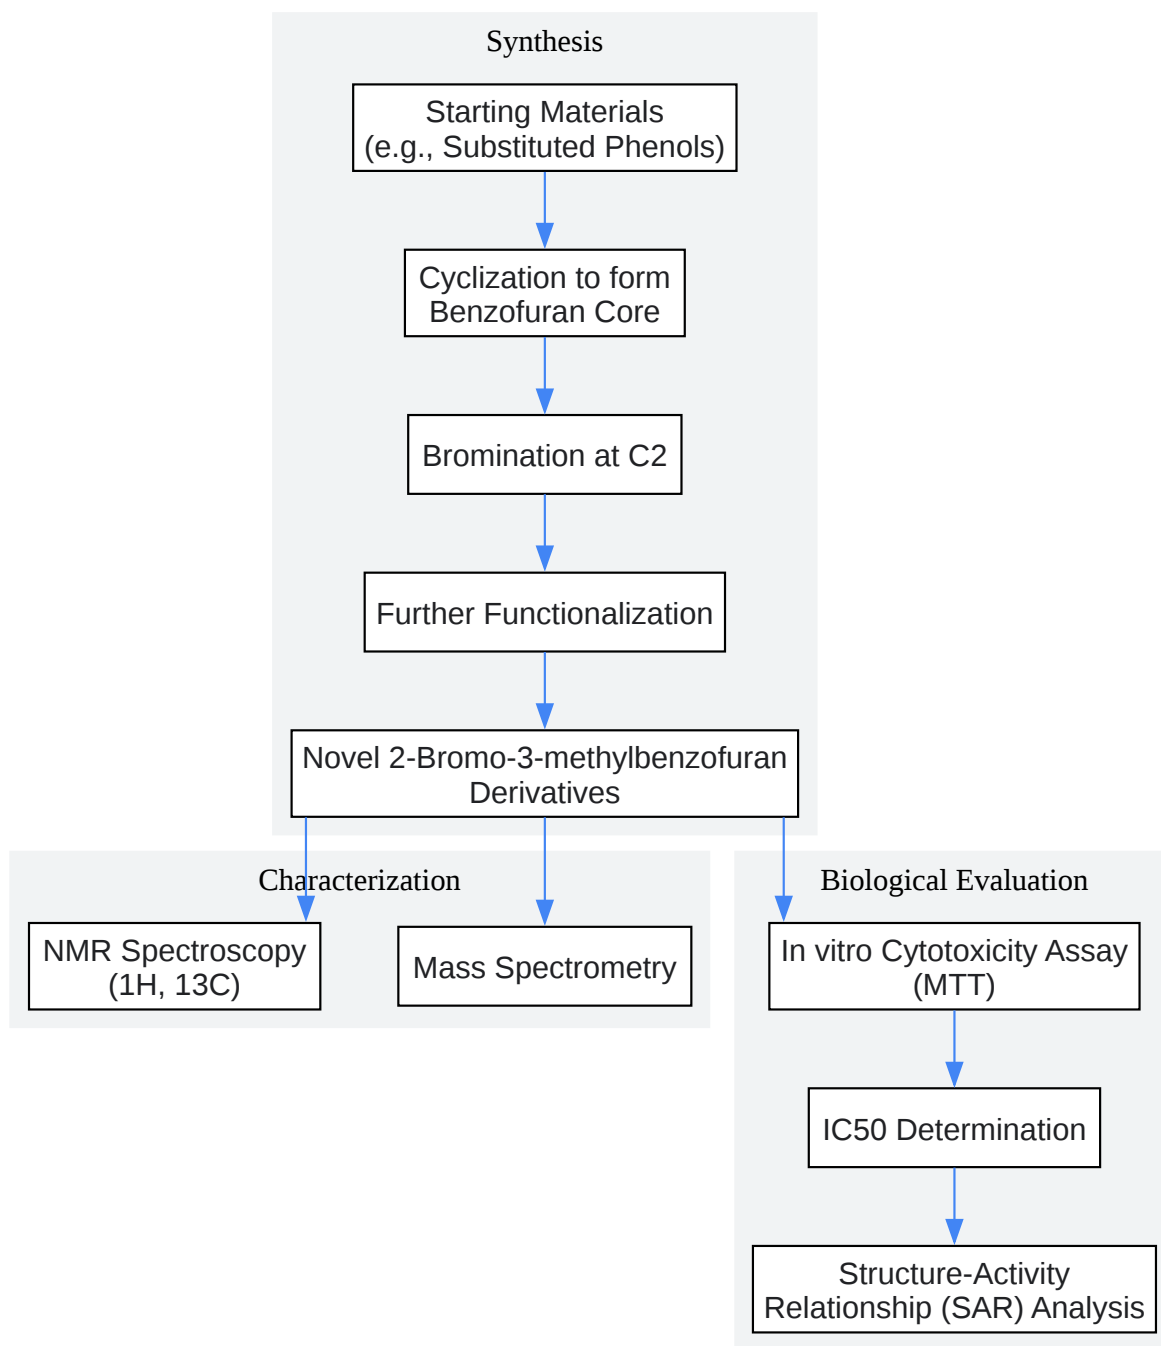 Synthesis
Starting Materials
(e.g., Substituted Phenols)
Cyclization to form
Benzofuran Core
Bromination at C2
Further Functionalization
Novel 2-Bromo-3-methylbenzofuran
Derivatives
Characterization
NMR Spectroscopy
(1H, 13C)
Mass Spectrometry
Biological Evaluation
In vitro Cytotoxicity Assay
(MTT)
IC50 Determination
Structure-Activity
Relationship (SAR) Analysis